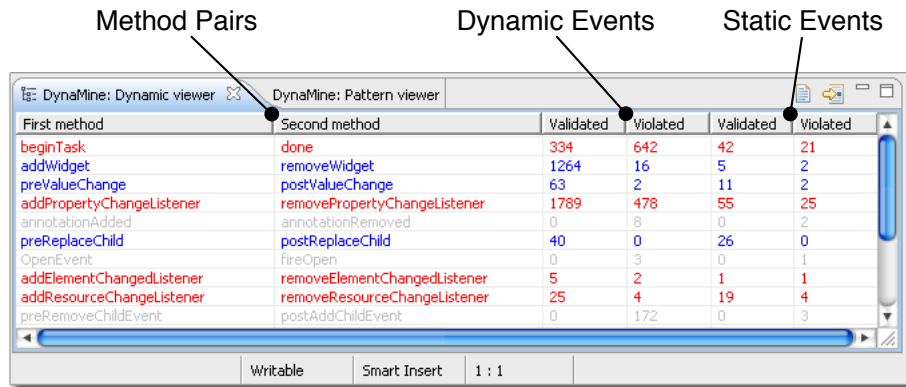 Method Pairs Dynamic Events Static Events
DynaMine: Dynamic viewer DynaMine: Pattern viewer
First method Second method Validated Violated Validated Violated
beginTask done 334 642 42 21
addWidget removeWidget 1264 16 5 2
preValueChange postValueChange 63 2 11 2
addPropertyChangeListener removePropertyChangeListener 1789 478 55 25
annotationAdded annotationRemoved 0 8 0 2
preReplaceChild postReplaceChild 40 0 26 0
OpenEvent fireOpen 0 3 0 1
addElementChangedListener removeElementChangedListener 5 2 1 1
addResourceChangeListener removeResourceChangeListener 25 4 19 4
preRemoveChildEvent postAddChildEvent 0 172 0 3
Writable Smart Insert 1 : 1